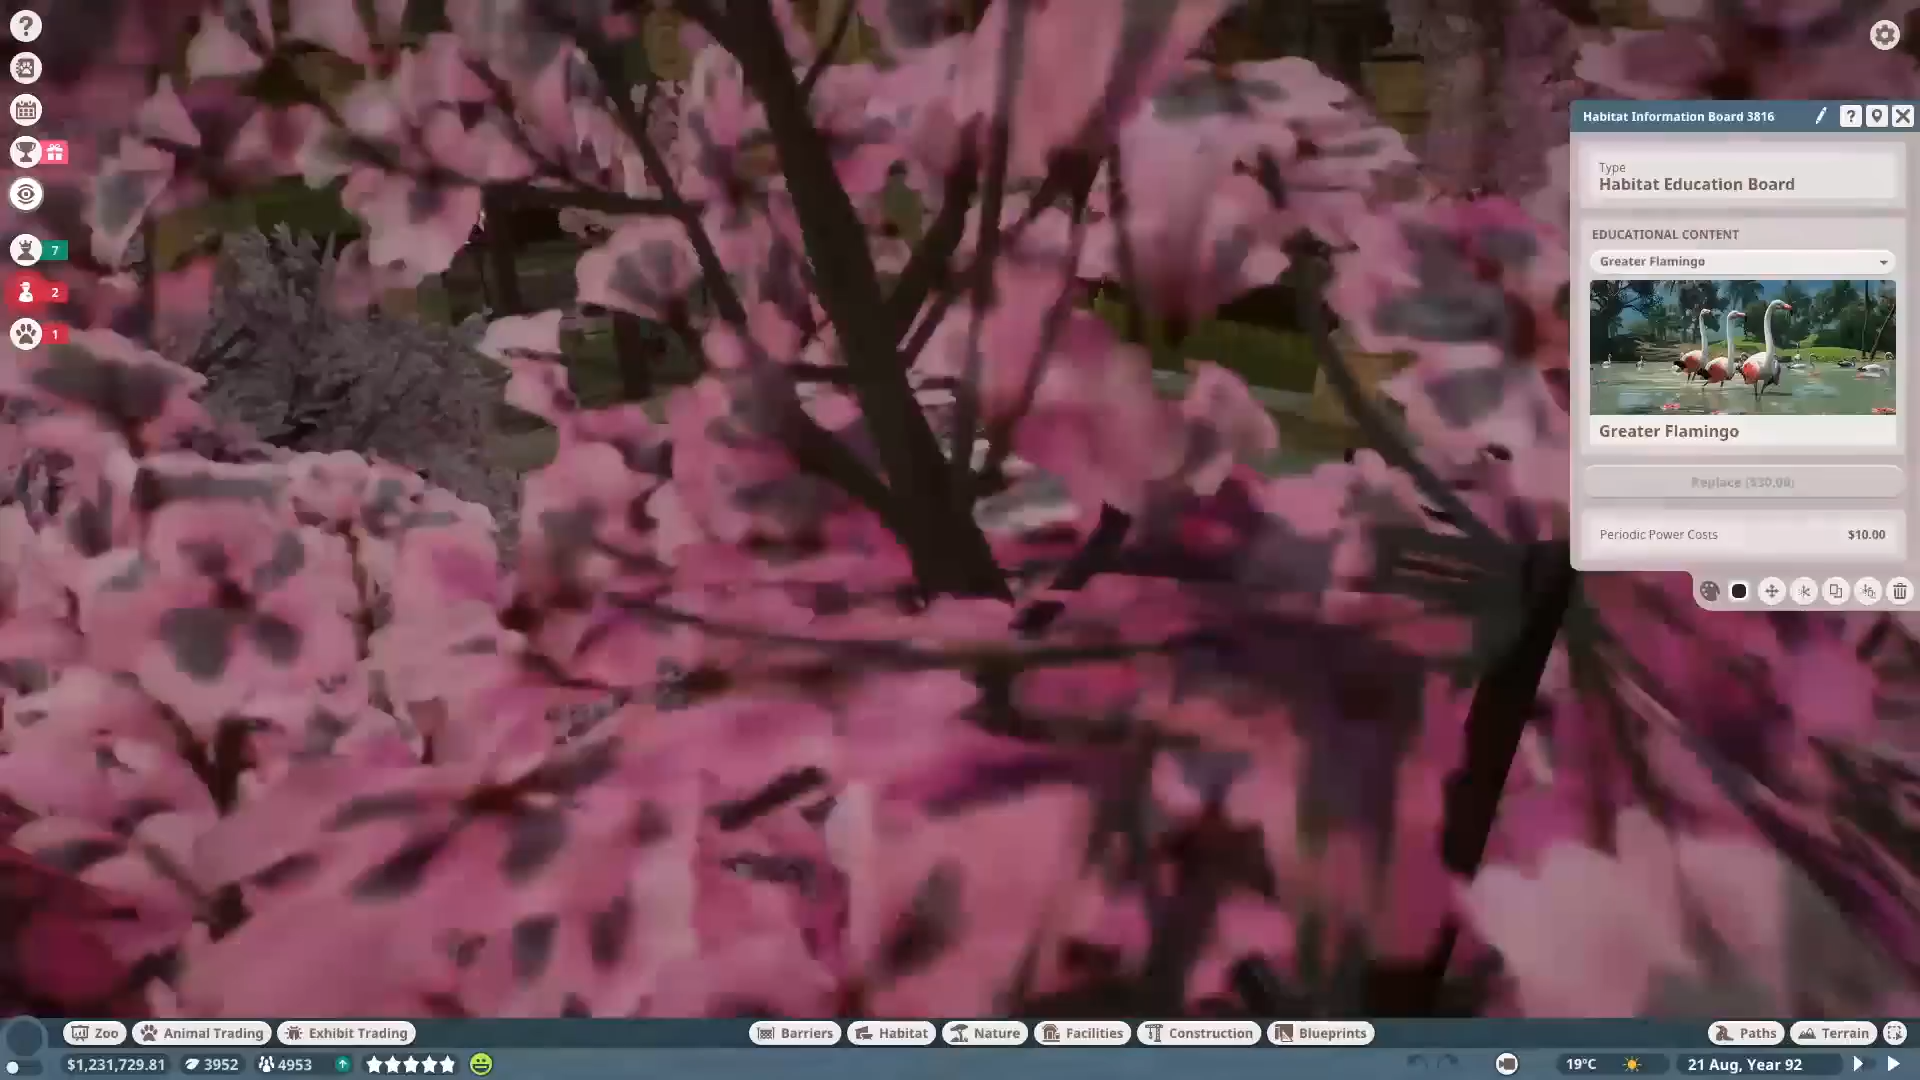 ?
Habitat Information Board 3816
?
Type
Habitat Education Board
EDUCATIONAL CONTENT
Greater Flamingo
Greater Flamingo
Replace ($30.00)
Periodic Power Costs $10.00
7
2
1
Zoo Animal Trading Exhibit Trading Barriers Habitat Nature Facilities Construction Blueprints Paths Terrain
$1,231,729.81 3952 4953 19°C 21 Aug, Year 92